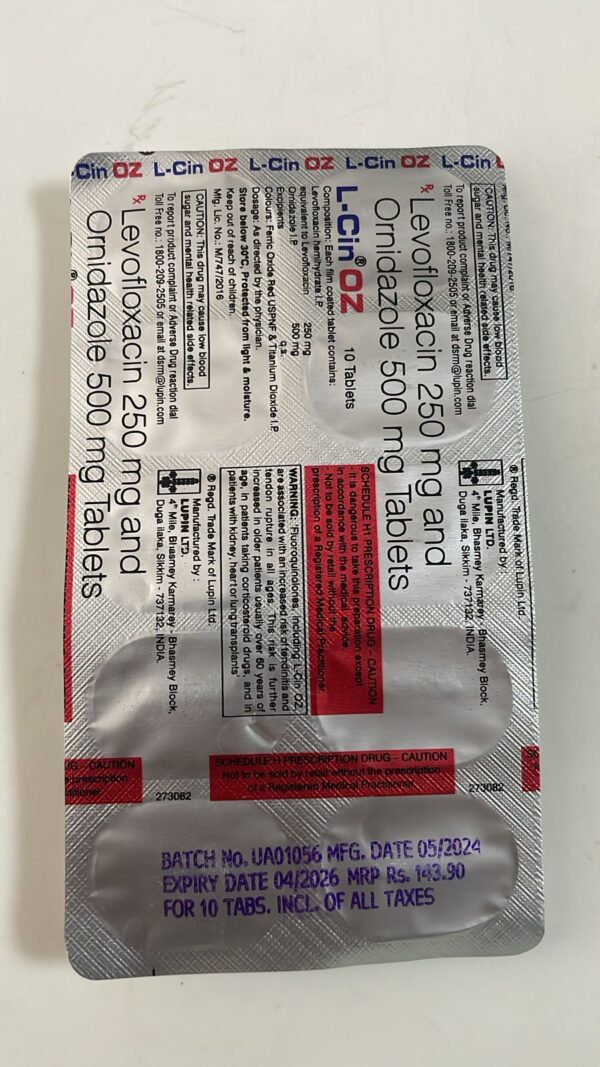 Cin OZ L-Cin OZ L-Cin OZ L-Cin OZ L-Cin
CAUTION: This drug may cause low blood
sugar and mental health related side effects.
To report product complaint or Adverse Drug reaction dial
Toll Free no.: 1800-209-2505 or email at dsrm@lupin.com
Rx Levofloxacin 250 mg and
Ornidazole 500 mg Tablets
L-Cin® OZ 10 Tablets
Composition: Each film coated tablet contains:
Levofloxacin hemihydrate I.P.
equivalent to Levofloxacin 250 mg
Ornidazole I.P. 500 mg
Excipients q.s.
Colours: Ferric Oxide Red USPNF & Titanium Dioxide I.P.
Dosage: As directed by the physician.
Store below 30°C, Protected from light & moisture.
Keep out of reach of children.
Mfg. Lic. No.: M/747/2016
CAUTION: This drug may cause low blood
sugar and mental health related side effects.
To report product complaint or Adverse Drug reaction dial
Toll Free no.: 1800-209-2505 or email at dsrm@lupin.com
Rx Levofloxacin 250 mg and
Ornidazole 500 mg Tablets
® Regd. Trade Mark of Lupin Ltd.
Manufactured by :
LUPIN LTD.
4th Mile, Bhasmey Karmarey - Bhasmey Block,
Duga Ilaka, Sikkim - 737132, INDIA.
SCHEDULE H1 PRESCRIPTION DRUG - CAUTION
- It is dangerous to take this preparation except
in accordance with the medical advice.
- Not to be sold by retail without the
prescription of a Registered Medical Practitioner.
WARNING: "Fluoroquinolones, including L-Cin OZ,
are associated with an increased risk of tendinitis and
tendon rupture in all ages. This risk is further
increased in older patients usually over 60 years of
age, in patients taking corticosteroid drugs, and in
patients with kidney, heart or lung transplants
® Regd. Trade Mark of Lupin Ltd.
Manufactured by :
LUPIN LTD.
4th Mile, Bhasmey Karmarey - Bhasmey Block,
Duga Ilaka, Sikkim - 737132, INDIA.
- CAUTION
prescription
SCHEDULE H PRESCRIPTION DRUG - CAUTION
Not to be sold by retail without the prescription
of a Registered Medical Practitioner.
273082
273082
BATCH No. UA01056 MFG. DATE 05/2024
EXPIRY DATE 04/2026 MRP Rs. 143.90
FOR 10 TABS. INCL. OF ALL TAXES